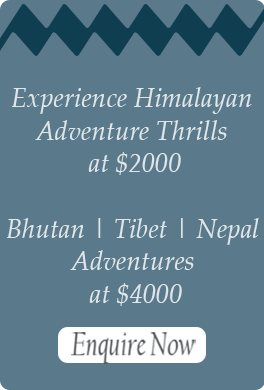 Experience Himalayan
Adventure Thrills
at $2000
Bhutan | Tibet | Nepal
Adventures
at $4000
Enquire Now